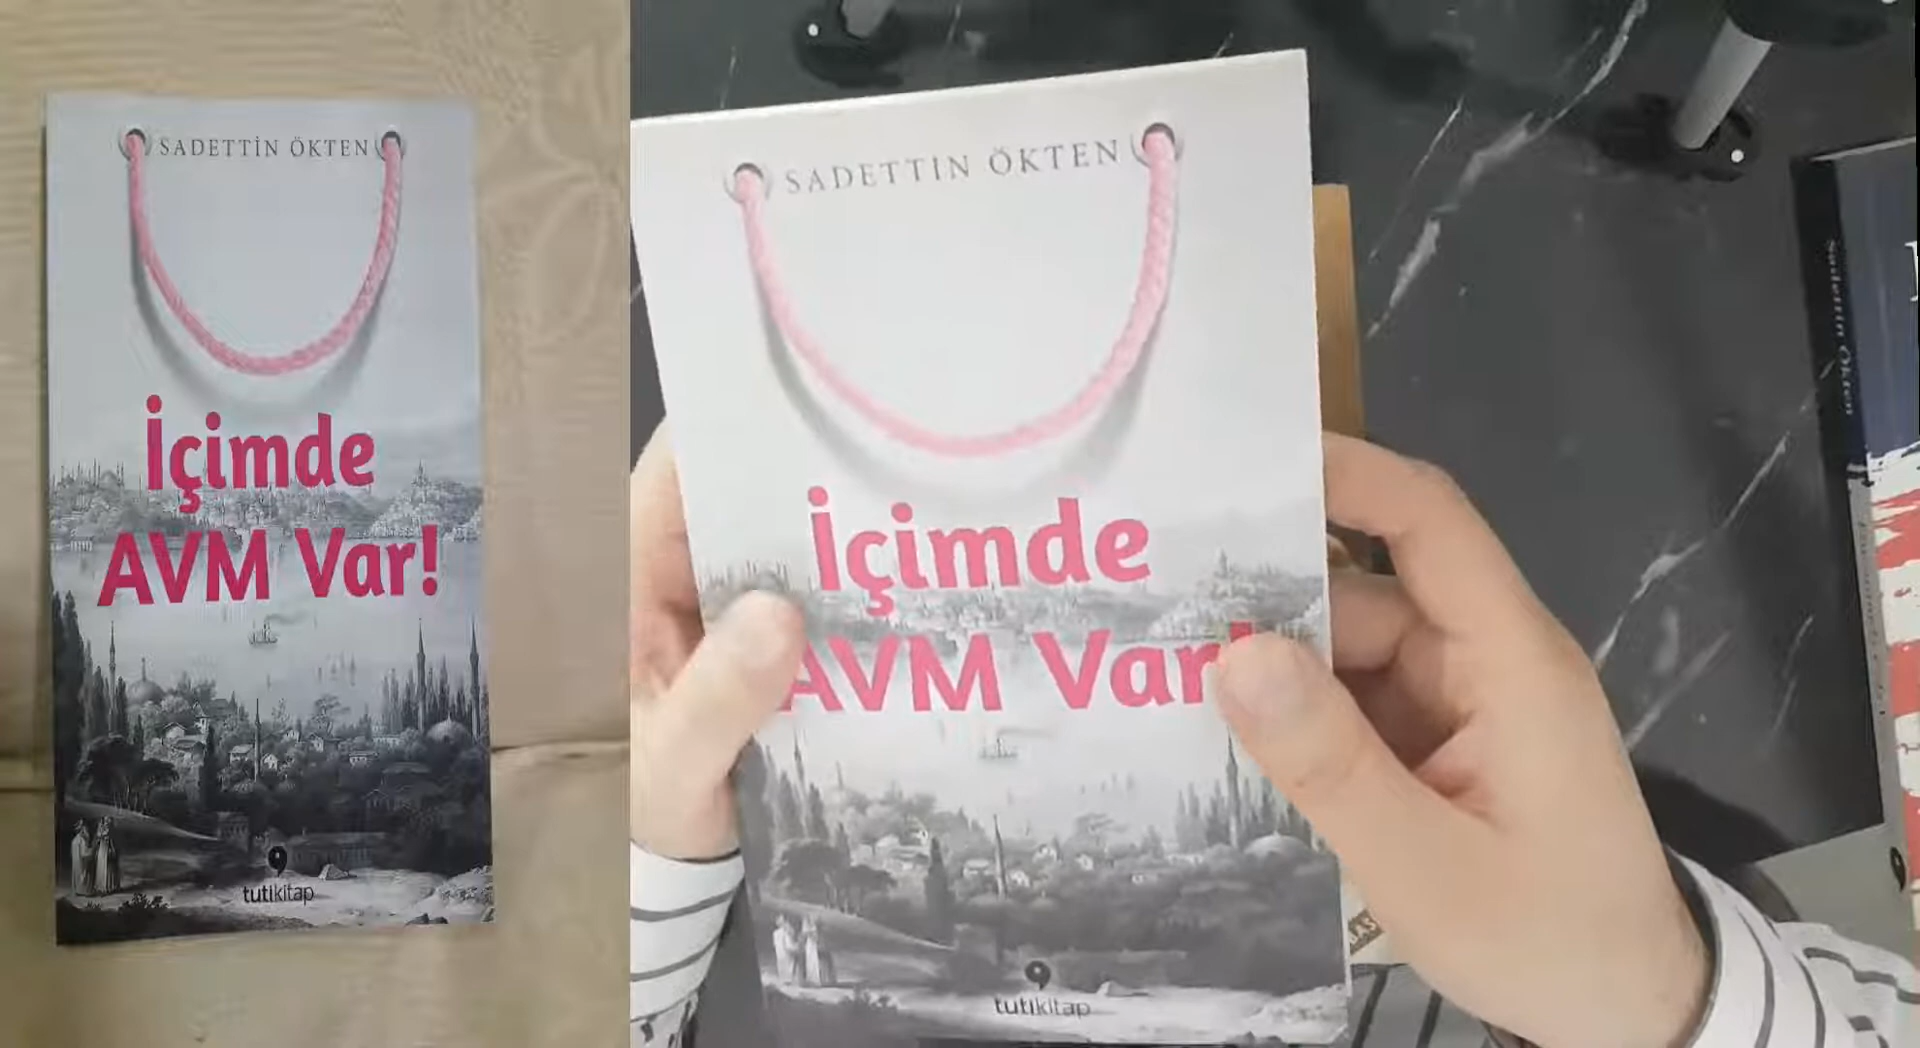 SADETTİN ÖKTEN
İçimde
AVM Var!
tutikitap
SADETTİN ÖKTEN
İçimde
AVM Var!
tutikitap
Sadettin Ökten